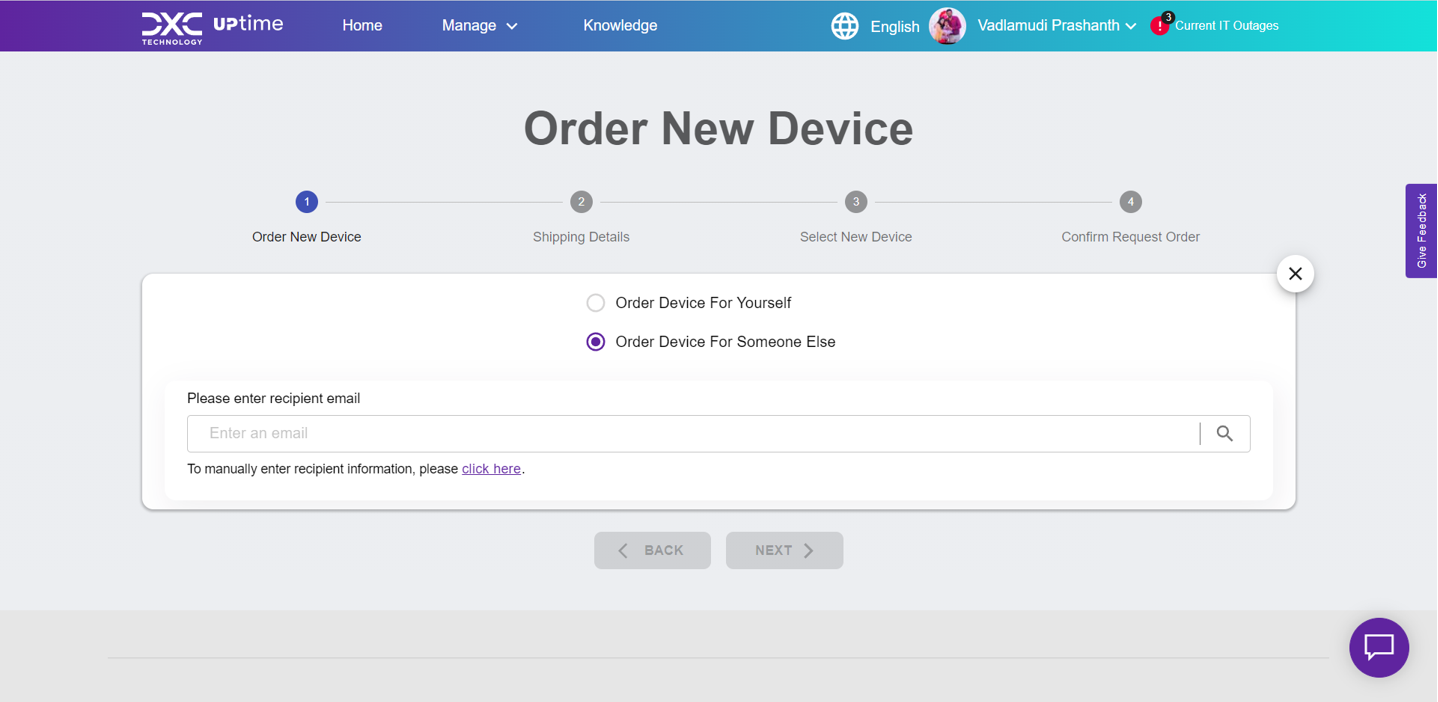 DXC TECHNOLOGY UPtime Home Manage Knowledge English Vadlamudi Prashanth ! 3 Current IT Outages
Order New Device
1 2 3 4
Order New Device Shipping Details Select New Device Confirm Request Order
Give Feedback
Order Device For Yourself
Order Device For Someone Else
Please enter recipient email
Enter an email
To manually enter recipient information, please click here.
BACK NEXT